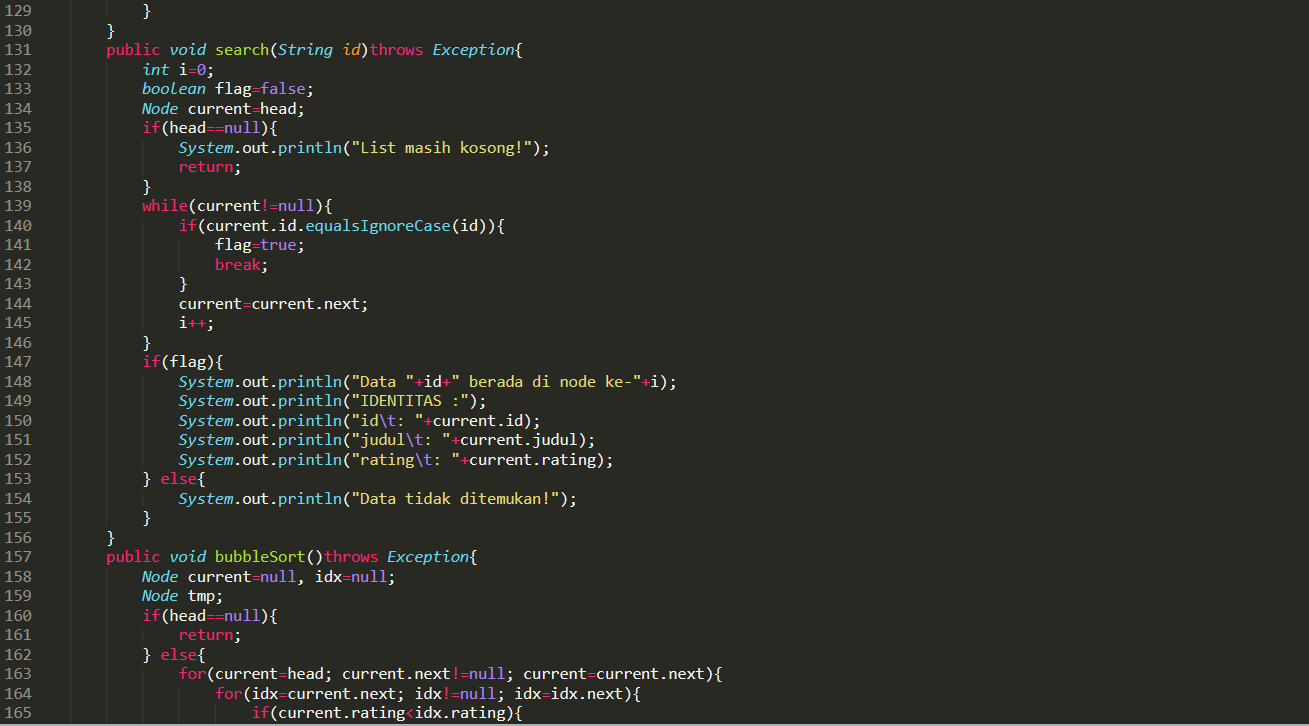 129 }
130 }
131 public void search(String id)throws Exception{
132 int i=0;
133 boolean flag=false;
134 Node current=head;
135 if(head==null){
136 System.out.println("List masih kosong!");
137 return;
138 }
139 while(current!=null){
140 if(current.id.equalsIgnoreCase(id)){
141 flag=true;
142 break;
143 }
144 current=current.next;
145 i++;
146 }
147 if(flag){
148 System.out.println("Data "+id+" berada di node ke-"+i);
149 System.out.println("IDENTITAS :");
150 System.out.println("id\t: "+current.id);
151 System.out.println("judul\t: "+current.judul);
152 System.out.println("rating\t: "+current.rating);
153 } else{
154 System.out.println("Data tidak ditemukan!");
155 }
156 }
157 public void bubbleSort()throws Exception{
158 Node current=null, idx=null;
159 Node tmp;
160 if(head==null){
161 return;
162 } else{
163 for(current=head; current.next!=null; current=current.next){
164 for(idx=current.next; idx!=null; idx=idx.next){
165 if(current.rating<idx.rating){